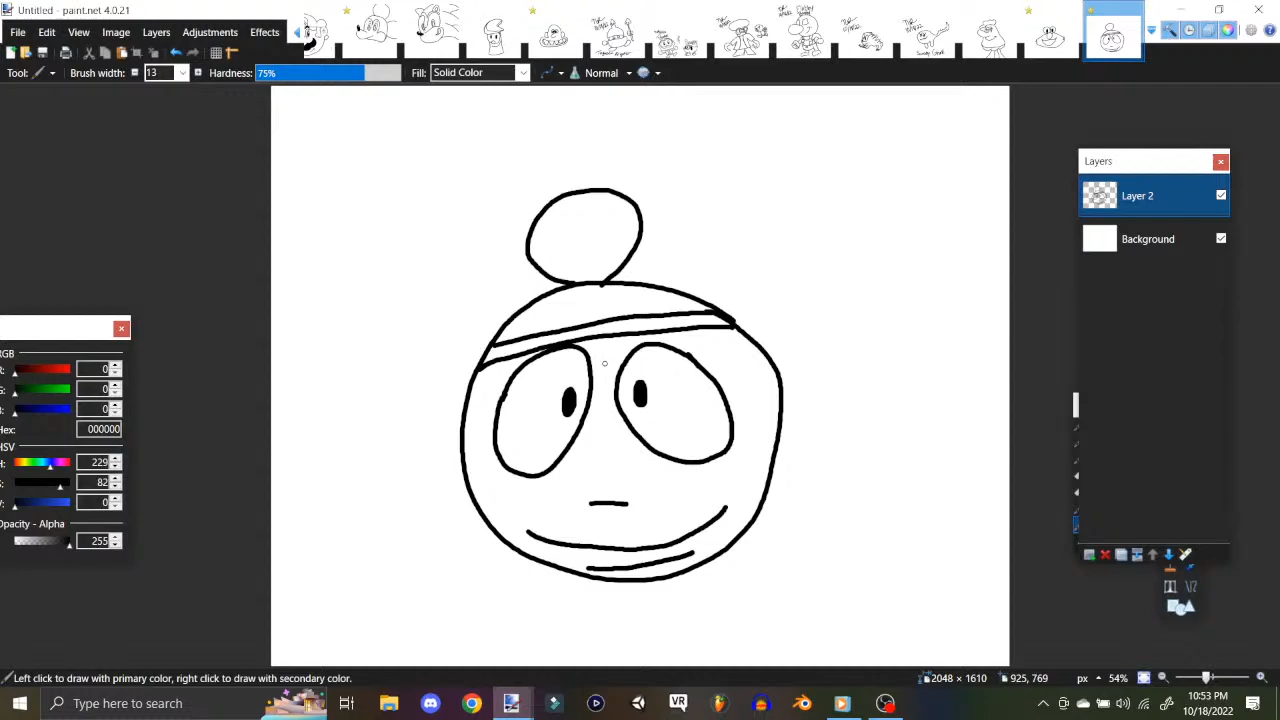 Untitled - paint.net 4.0.21
File Edit View Image Layers Adjustments Effects
Tool: Brush width: 13 Hardness: 75% Fill: Solid Color Normal
Layers
Layer 2
Background
RGB
R: 0
G: 0
B: 0
Hex: 000000
HSV
H: 229
S: 82
V: 0
Opacity - Alpha
255
Left click to draw with primary color, right click to draw with secondary color.
2048 × 1610 925, 769 px 54%
Type here to search
VR
10:53 PM
10/18/2022